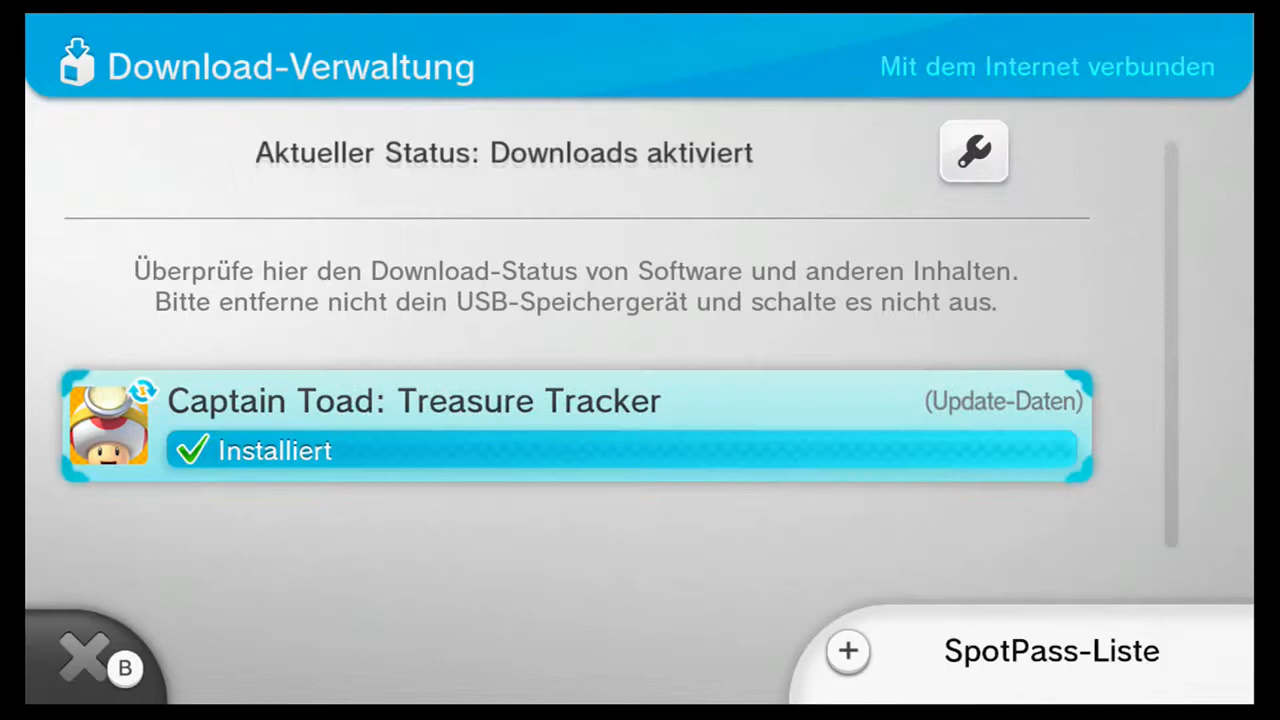 Download-Verwaltung
Mit dem Internet verbunden
Aktueller Status: Downloads aktiviert
Überprüfe hier den Download-Status von Software und anderen Inhalten.
Bitte entferne nicht dein USB-Speichergerät und schalte es nicht aus.
Captain Toad: Treasure Tracker
(Update-Daten)
Installiert
B
+
SpotPass-Liste